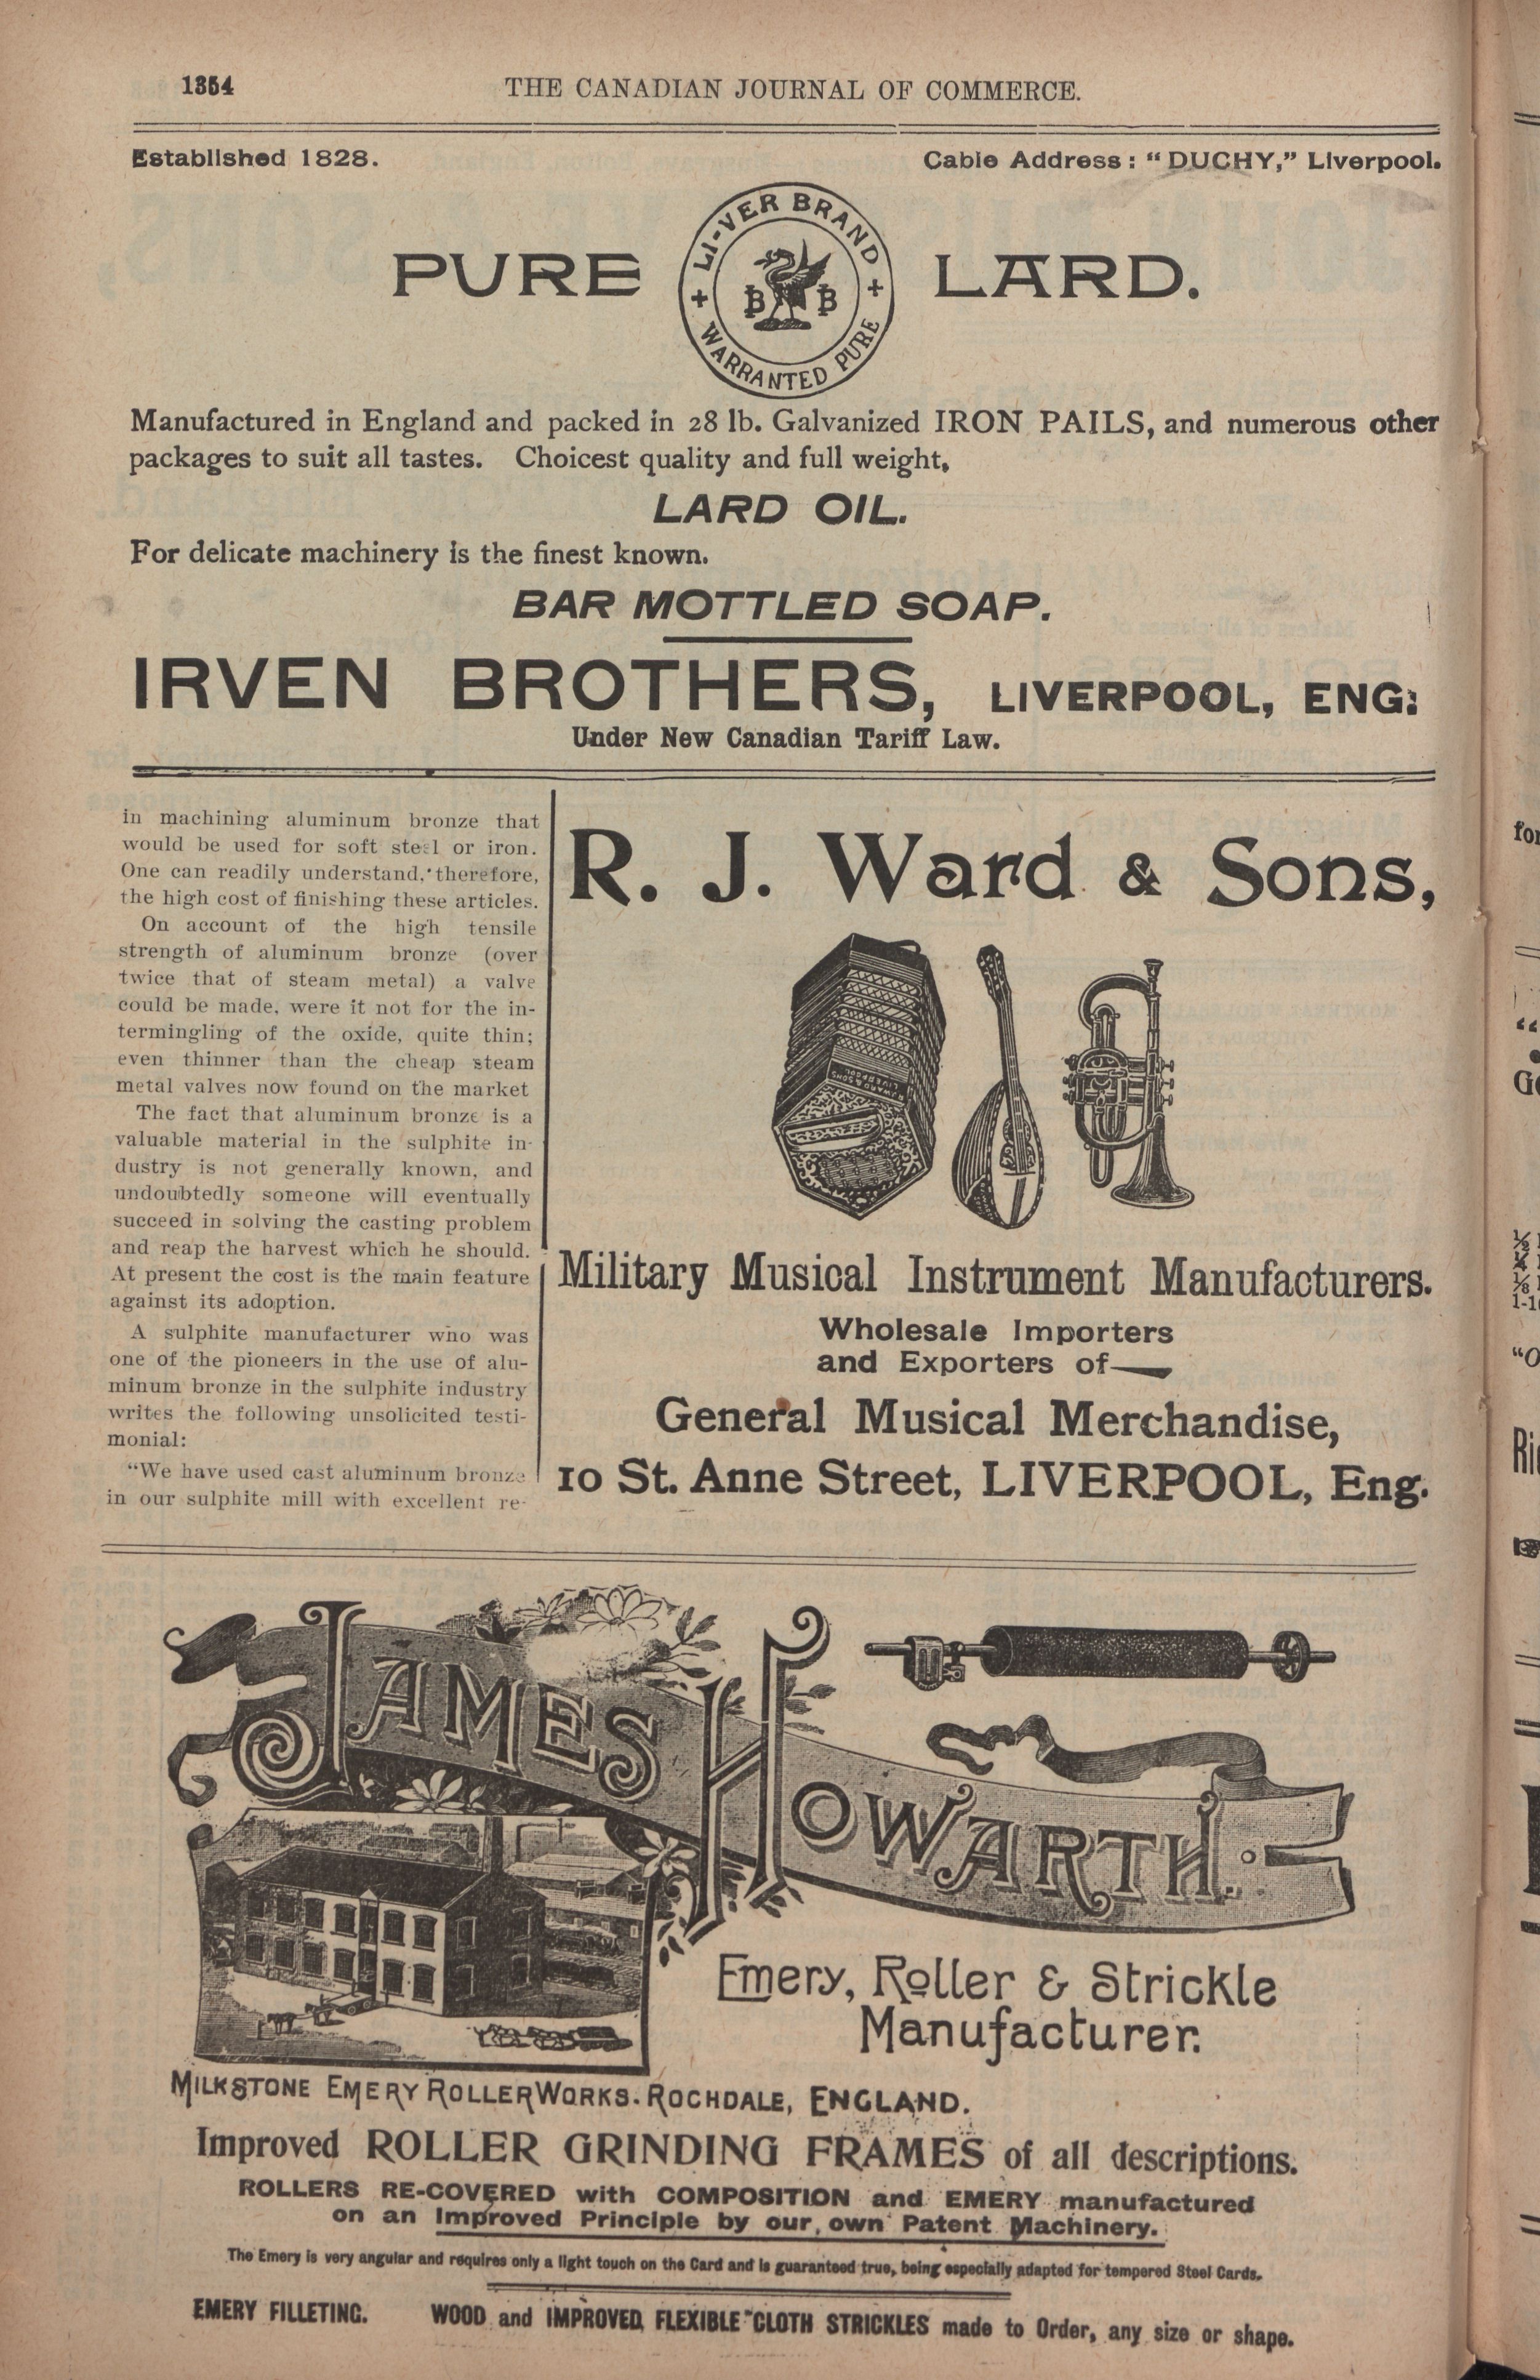 1354
THE CANADIAN JOURNAL OF COMMERCE.
Established 1828.
Cable Address: “DUCHY,” Liverpool.
PURE
LI-VER BRAND
B B
WARRANTED PURE
LARD.
Manufactured in England and packed in 28 lb. Galvanized IRON PAILS, and numerous other
packages to suit all tastes. Choicest quality and full weight.
LARD OIL.
For delicate machinery is the finest known.
BAR MOTTLED SOAP.
IRVEN BROTHERS, LIVERPOOL, ENG:
Under New Canadian Tariff Law.
in machining aluminum bronze that
would be used for soft steel or iron.
One can readily understand, therefore,
the high cost of finishing these articles.
On account of the high tensile
strength of aluminum bronze (over
twice that of steam metal) a valve
could be made, were it not for the in-
termingling of the oxide, quite thin;
even thinner than the cheap steam
metal valves now found on the market
The fact that aluminum bronze is a
valuable material in the sulphite in-
dustry is not generally known, and
undoubtedly someone will eventually
succeed in solving the casting problem
and reap the harvest which he should.
At present the cost is the main feature
against its adoption.
A sulphite manufacturer who was
one of the pioneers in the use of alu-
minum bronze in the sulphite industry
writes the following unsolicited testi-
monial:
“We have used cast aluminum bronze
in our sulphite mill with excellent re-
R. J. Ward & Sons,
WARD & SONS
LIVERPOOL
Military Musical Instrument Manufacturers.
Wholesale Importers
and Exporters of
General Musical Merchandise,
10 St. Anne Street, LIVERPOOL, Eng.
JAMES HOWARTH
Emery, Roller & Strickle
Manufacturer.
MILKSTONE EMERY ROLLER WORKS. ROCHDALE, ENGLAND.
Improved ROLLER GRINDING FRAMES of all descriptions.
ROLLERS RE-COVERED with COMPOSITION and EMERY manufactured
on an Improved Principle by our own Patent Machinery.
The Emery is very angular and requires only a light touch on the Card and is guaranteed true, being especially adapted for tempered Steel Cards.
EMERY FILLETING. WOOD and IMPROVED FLEXIBLE CLOTH STRICKLES made to Order, any size or shape.